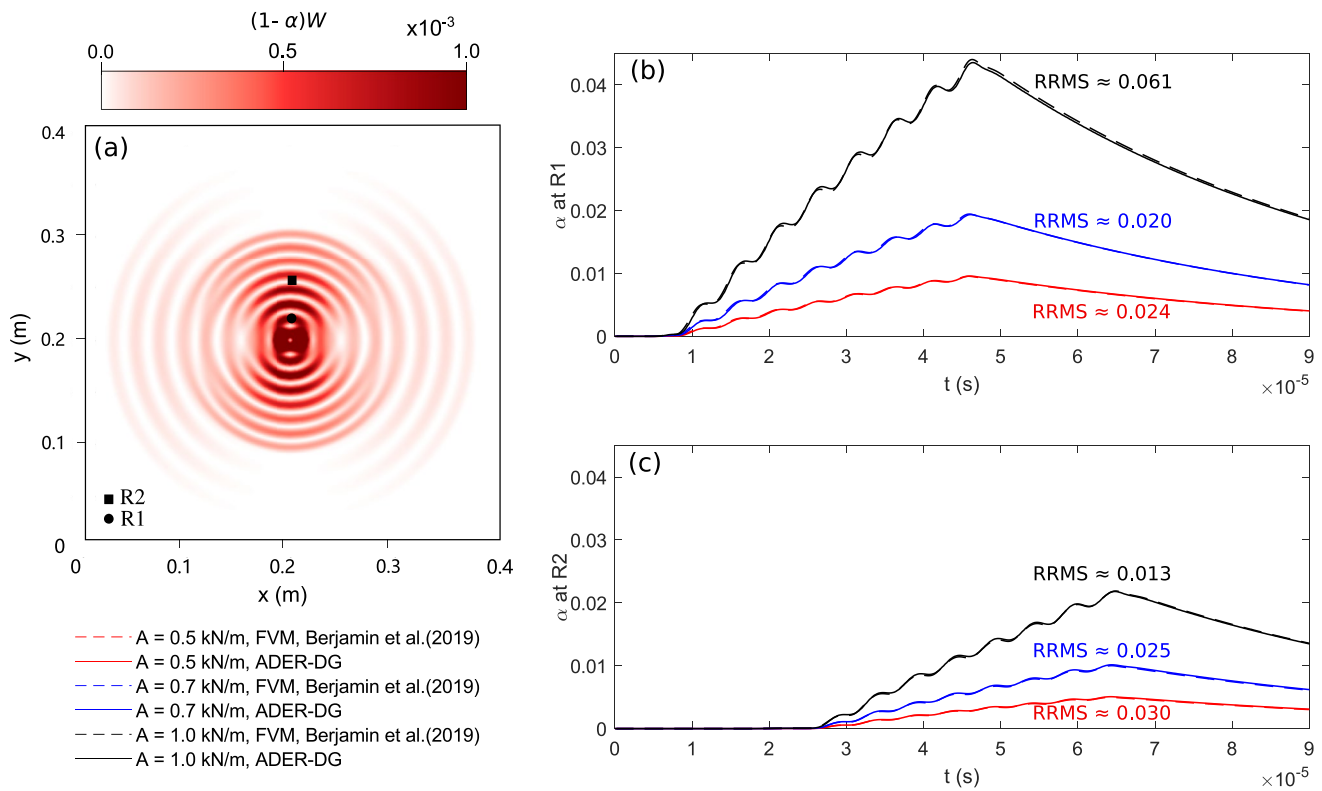 (1- α)W
x10⁻³
0.0 0.5 1.0
(a)
0.4
0.3
0.2
0.1
0
y (m)
R2
R1
0 0.1 0.2 0.3 0.4
x (m)
A = 0.5 kN/m, FVM, Berjamin et al.(2019)
A = 0.5 kN/m, ADER-DG
A = 0.7 kN/m, FVM, Berjamin et al.(2019)
A = 0.7 kN/m, ADER-DG
A = 1.0 kN/m, FVM, Berjamin et al.(2019)
A = 1.0 kN/m, ADER-DG
(b)
RRMS ≈ 0.061
RRMS ≈ 0.020
RRMS ≈ 0.024
0.04
0.03
0.02
0.01
0
α at R1
0 1 2 3 4 5 6 7 8 9
t (s)
×10⁻⁵
(c)
RRMS ≈ 0.013
RRMS ≈ 0.025
RRMS ≈ 0.030
0.04
0.03
0.02
0.01
0
α at R2
0 1 2 3 4 5 6 7 8 9
t (s)
×10⁻⁵